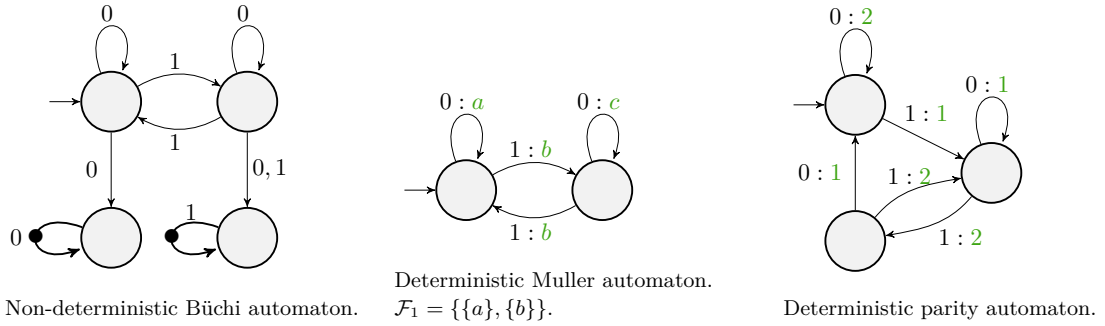 0
0
1
1
0
0, 1
0
1
Non-deterministic Büchi automaton.
0 : a
0 : c
1 : b
1 : b
Deterministic Muller automaton.
F₁ = {{a}, {b}}.
0 : 2
1 : 1
0 : 1
0 : 1
1 : 2
1 : 2
Deterministic parity automaton.